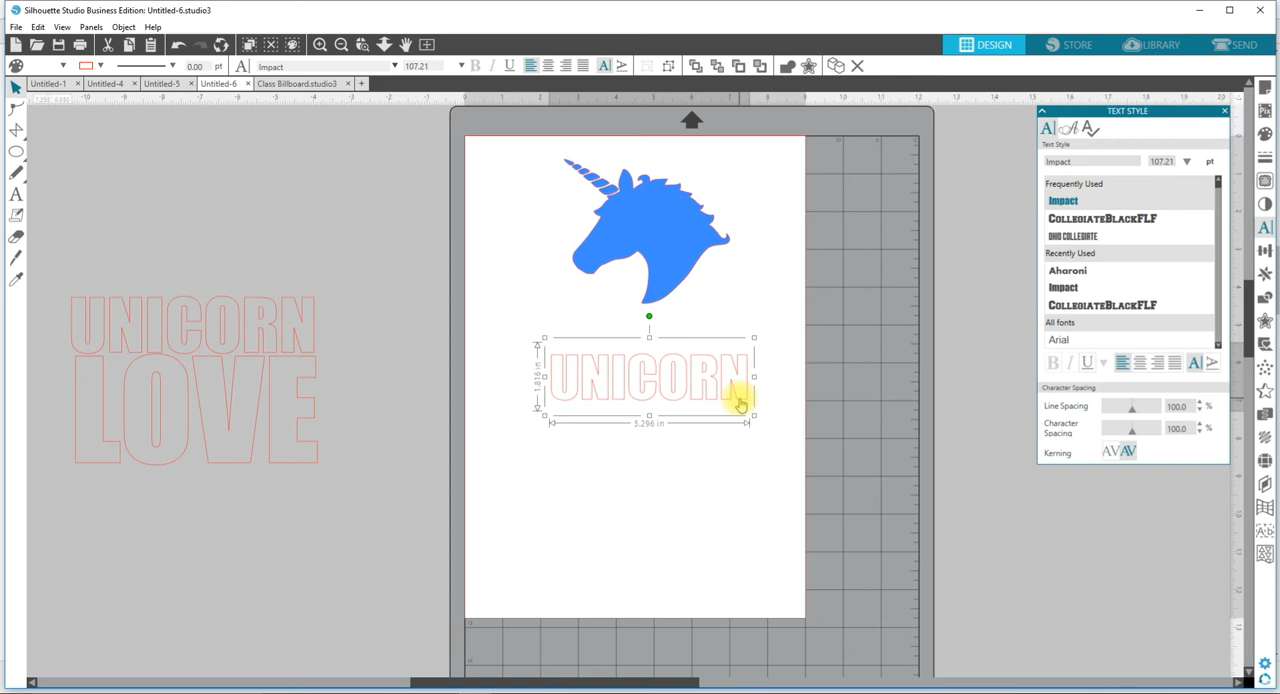 Silhouette Studio Business Edition: Untitled-6.studio3
File Edit View Panels Object Help
DESIGN STORE LIBRARY SEND
0.00 pt Impact 107.21 B I U
Untitled-1 Untitled-4 Untitled-5 Untitled-6 Class Billboard.studio3
TEXT STYLE
Text Style
Impact 107.21 pt
Frequently Used
Impact
COLLEGIATEBLACKFLF
OHIO COLLEGIATE
Recently Used
Aharoni
Impact
COLLEGIATEBLACKFLF
All fonts
Arial
B I U
Character Spacing
Line Spacing 100.0 %
Character Spacing 100.0 %
Kerning AV AV
UNICORN
LOVE
UNICORN
1.816 in
5.296 in